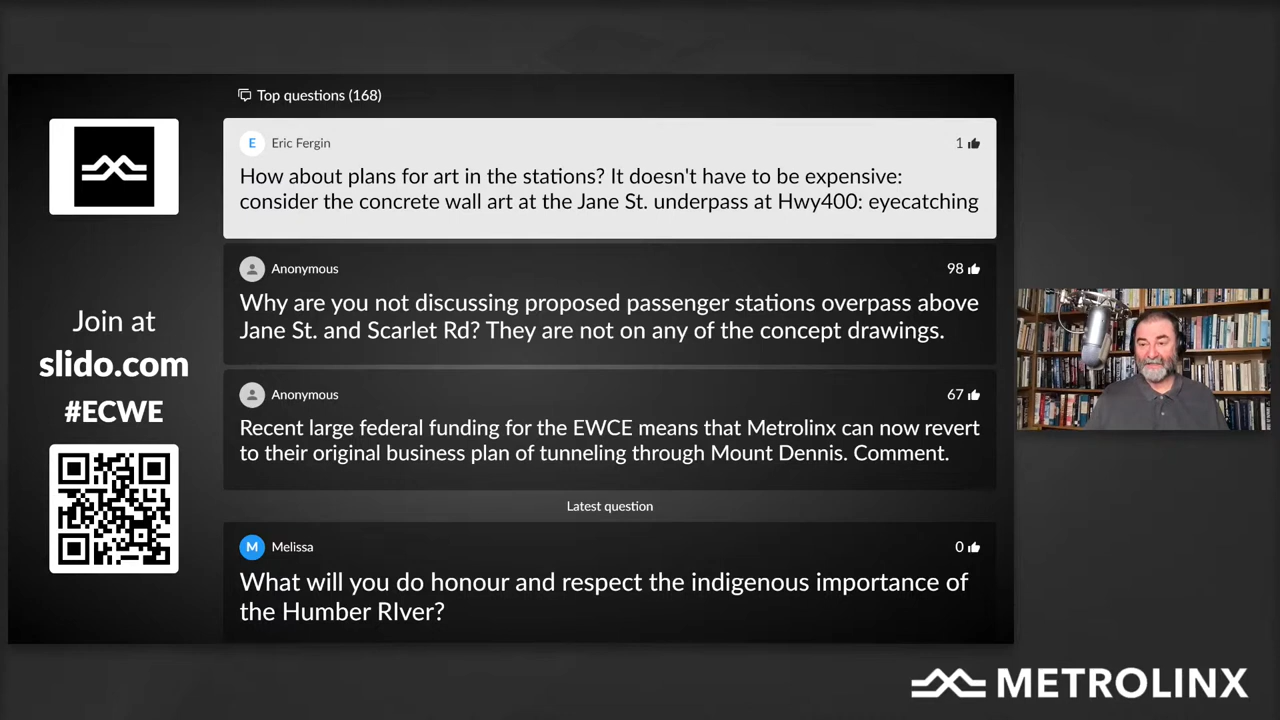 Top questions (168)
E Eric Fergin 1
How about plans for art in the stations? It doesn't have to be expensive:
consider the concrete wall art at the Jane St. underpass at Hwy400: eyecatching
Anonymous 98
Why are you not discussing proposed passenger stations overpass above
Jane St. and Scarlet Rd? They are not on any of the concept drawings.
Anonymous 67
Recent large federal funding for the EWCE means that Metrolinx can now revert
to their original business plan of tunneling through Mount Dennis. Comment.
Latest question
M Melissa 0
What will you do honour and respect the indigenous importance of
the Humber RIver?
Join at
slido.com
#ECWE
METROLINX